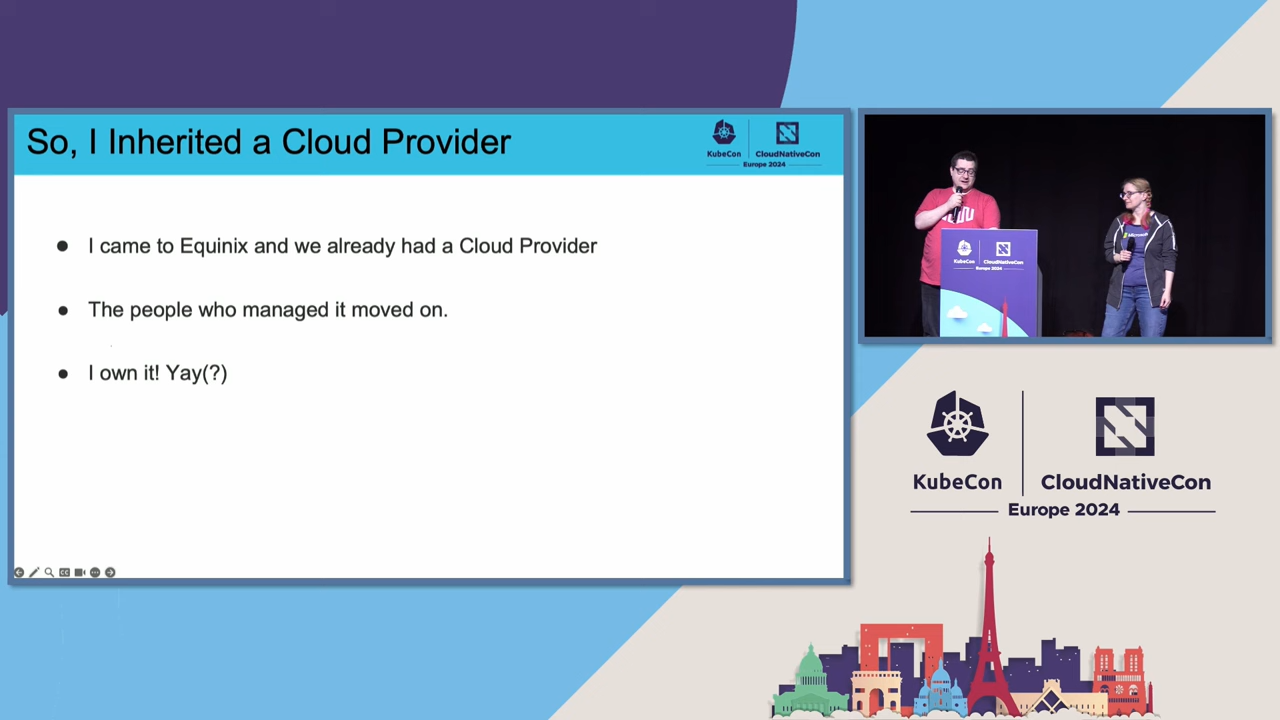 So, I Inherited a Cloud Provider
KubeCon
CloudNativeCon
Europe 2024
I came to Equinix and we already had a Cloud Provider
The people who managed it moved on.
I own it! Yay(?)
KubeCon
CloudNativeCon
Europe 2024
Microsoft
KubeCon
CloudNativeCon
Europe 2024